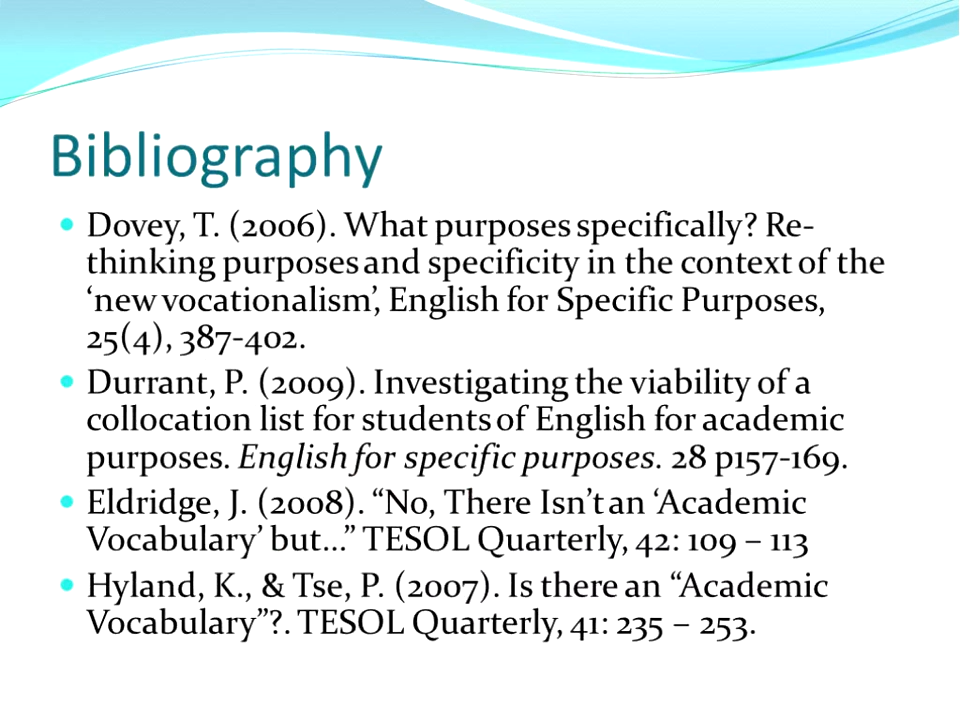 Bibliography
Dovey, T. (2006). What purposes specifically? Re-
thinking purposes and specificity in the context of the
‘new vocationalism’, English for Specific Purposes,
25(4), 387-402.
Durrant, P. (2009). Investigating the viability of a
collocation list for students of English for academic
purposes. English for specific purposes. 28 p157-169.
Eldridge, J. (2008). “No, There Isn’t an ‘Academic
Vocabulary’ but…” TESOL Quarterly, 42: 109 – 113
Hyland, K., & Tse, P. (2007). Is there an “Academic
Vocabulary”?. TESOL Quarterly, 41: 235 – 253.